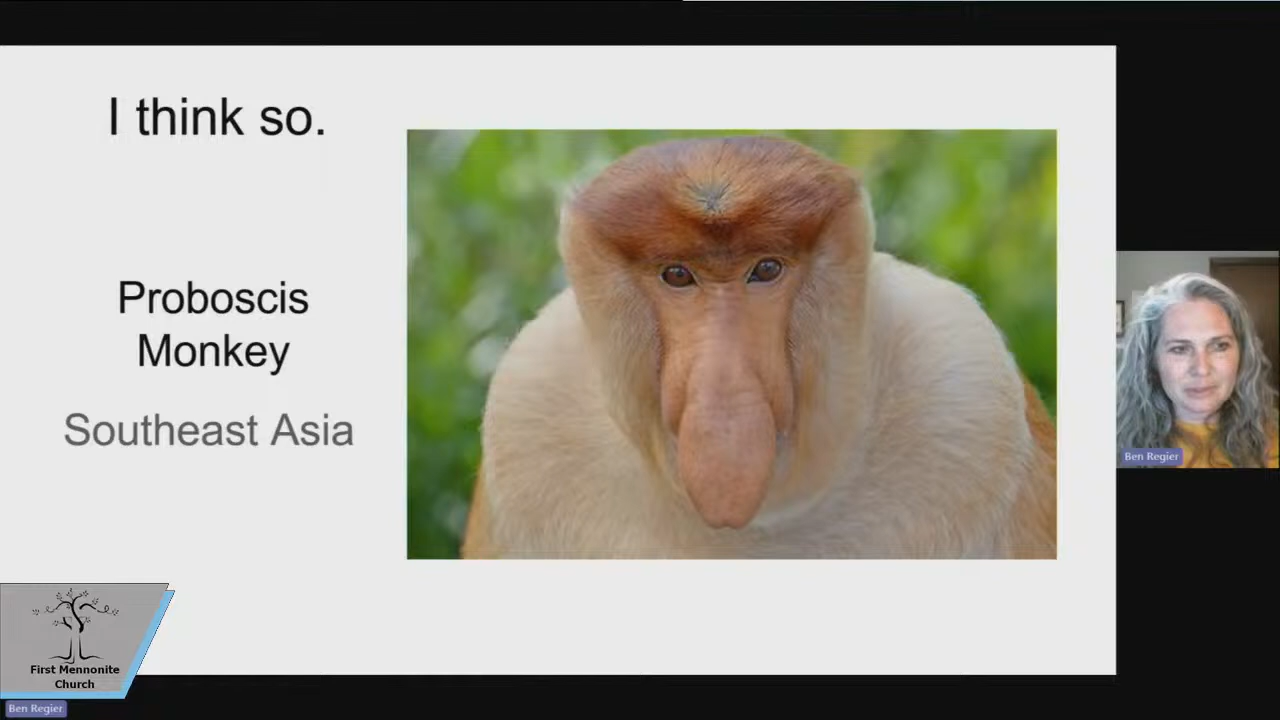 I think so.
Proboscis
Monkey
Southeast Asia
Ben Regier
First Mennonite
Church
Ben Regier